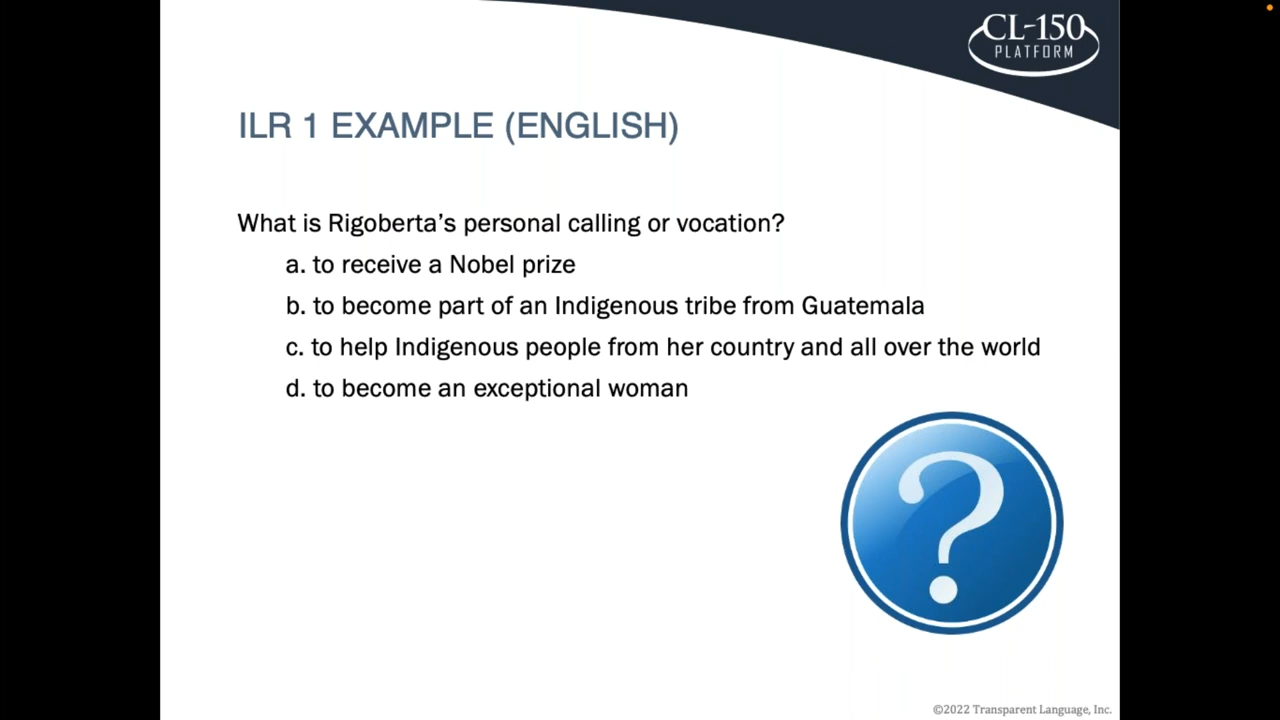 CL-150
PLATFORM
ILR 1 EXAMPLE (ENGLISH)
What is Rigoberta’s personal calling or vocation?
a. to receive a Nobel prize
b. to become part of an Indigenous tribe from Guatemala
c. to help Indigenous people from her country and all over the world
d. to become an exceptional woman
?
©2022 Transparent Language, Inc.